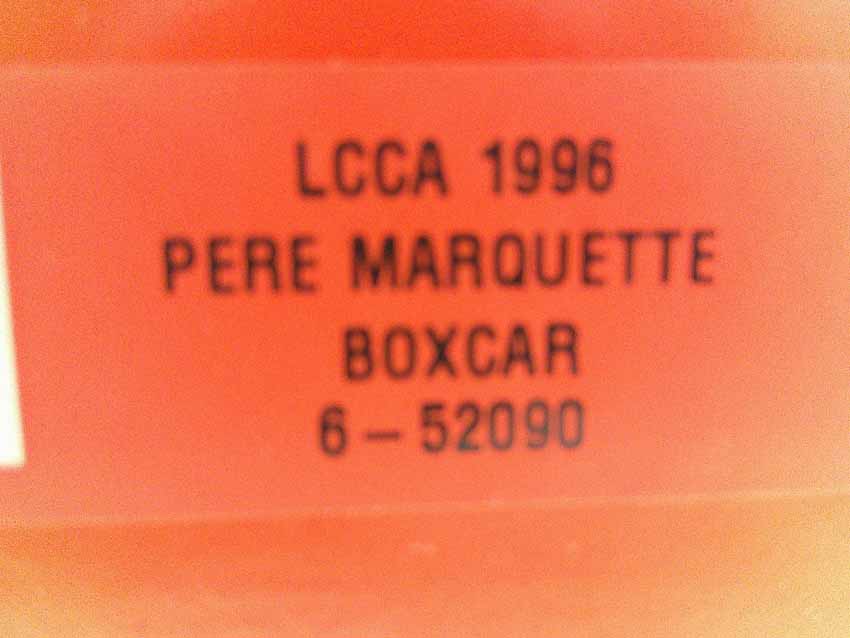 LCCA 1996
PERE MARQUETTE
BOXCAR
6-52090